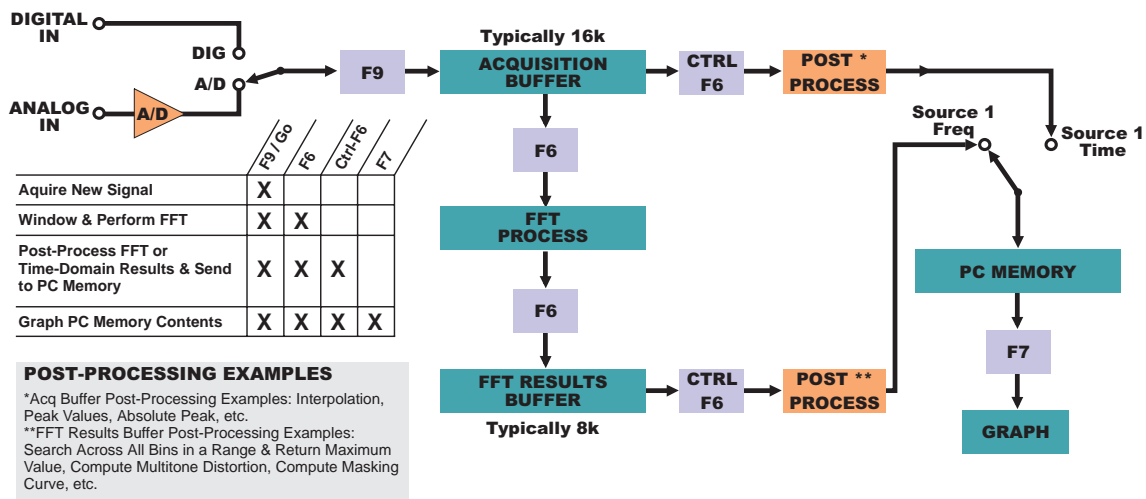 DIGITAL
IN
DIG
A/D
ANALOG
IN
A/D
F9
Typically 16k
ACQUISITION
BUFFER
CTRL
F6
POST *
PROCESS
Source 1
Freq
Source 1
Time
F6
FFT
PROCESS
F6
FFT RESULTS
BUFFER
Typically 8k
CTRL
F6
POST **
PROCESS
PC MEMORY
F7
GRAPH
F9 / Go F6 Ctrl-F6 F7
Aquire New Signal X
Window & Perform FFT X X
Post-Process FFT or
Time-Domain Results & Send X X X
to PC Memory
Graph PC Memory Contents X X X X
POST-PROCESSING EXAMPLES
*Acq Buffer Post-Processing Examples: Interpolation,
Peak Values, Absolute Peak, etc.
**FFT Results Buffer Post-Processing Examples:
Search Across All Bins in a Range & Return Maximum
Value, Compute Multitone Distortion, Compute Masking
Curve, etc.